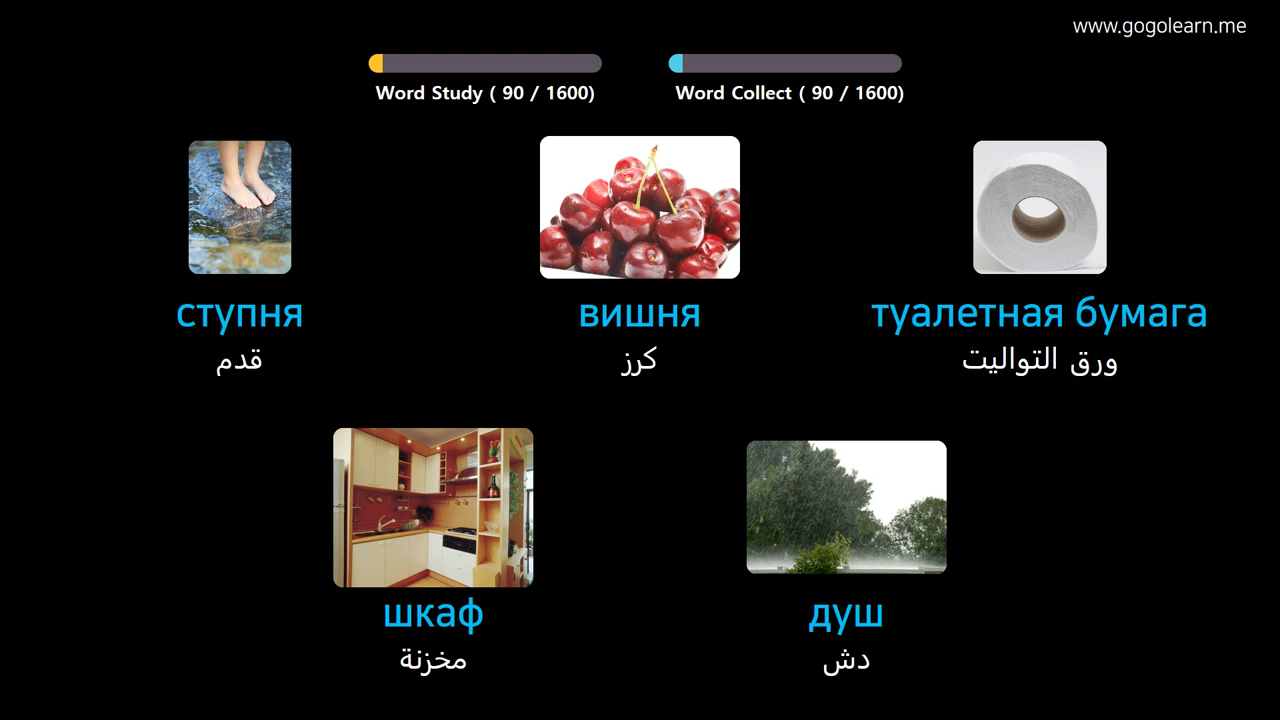 www.gogolearn.me
Word Study ( 90 / 1600)
Word Collect ( 90 / 1600)
ступня
قدم
вишня
كرز
туалетная бумага
ورق التواليت
шкаф
مخزنة
душ
دش